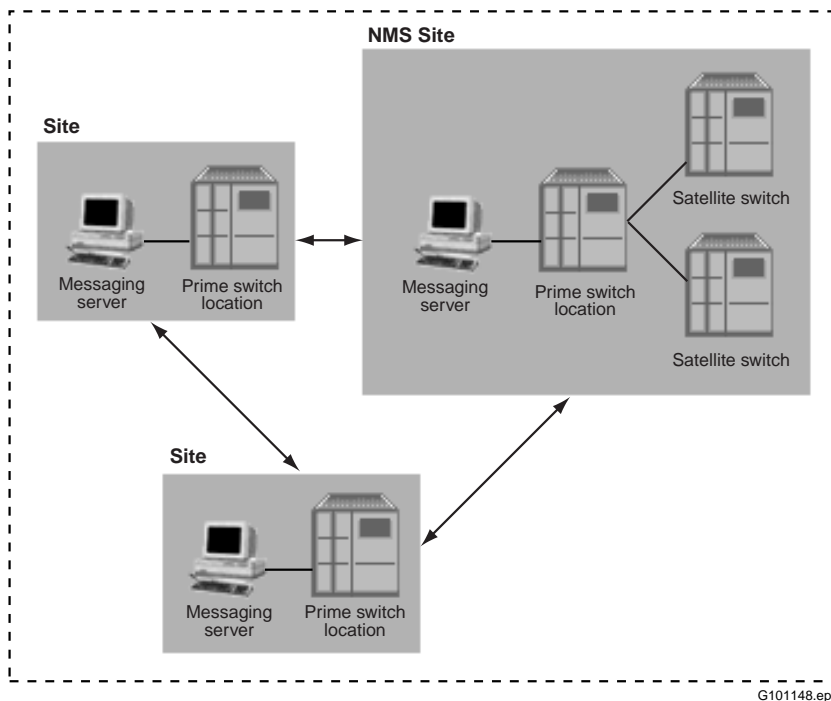 NMS Site
Site
Satellite switch
Messaging
server
Prime switch
location
Messaging
server
Prime switch
location
Satellite switch
Site
Messaging
server
Prime switch
location
G101148.ep